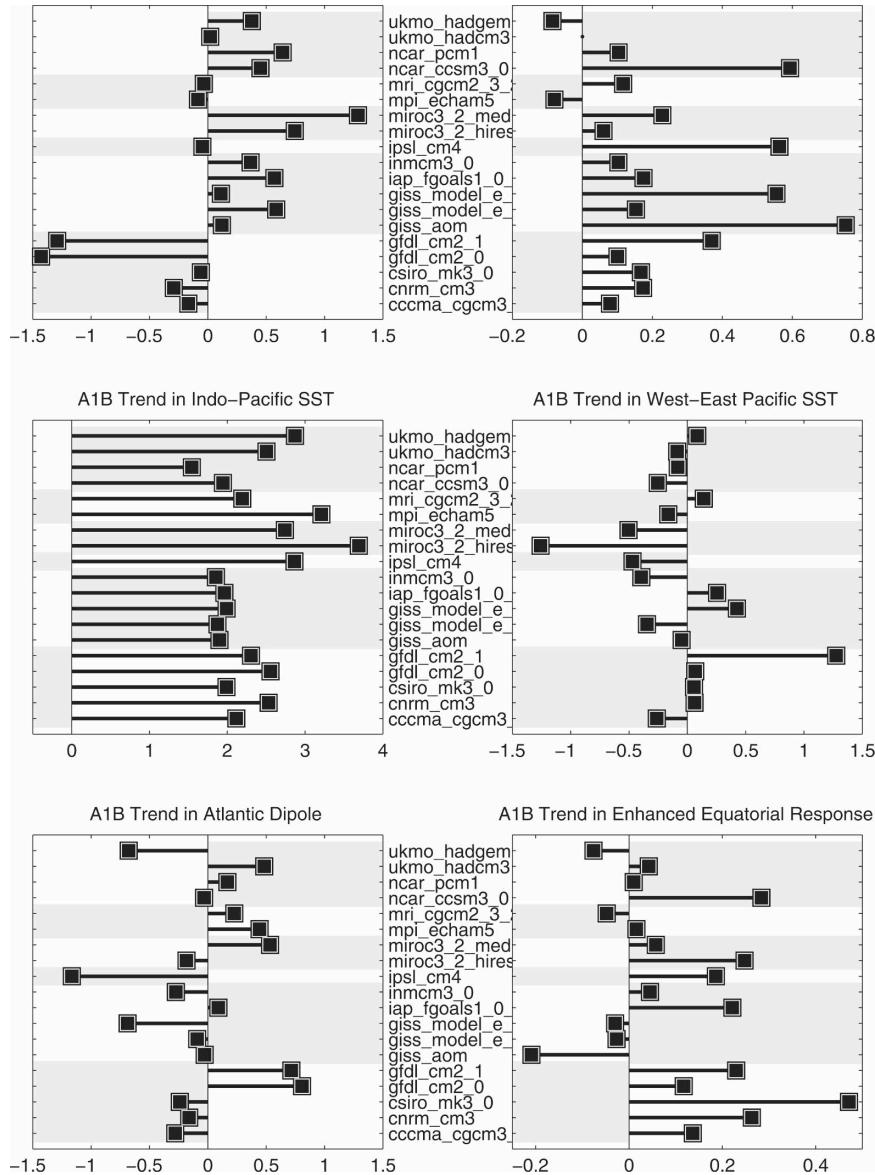 ukmo_hadgem
ukmo_hadcm3
ncar_pcm1
ncar_ccsm3_0
mri_cgcm2_3_
mpi_echam5
miroc3_2_med
miroc3_2_hires
ipsl_cm4
inmcm3_0
iap_fgoals1_0_
giss_model_e_
giss_model_e_
giss_aom
gfdl_cm2_1
gfdl_cm2_0
csiro_mk3_0
cnrm_cm3
cccma_cgcm3_
−1.5 −1 −0.5 0 0.5 1 1.5
−0.2 0 0.2 0.4 0.6 0.8
A1B Trend in Indo−Pacific SST
A1B Trend in West−East Pacific SST
ukmo_hadgem
ukmo_hadcm3
ncar_pcm1
ncar_ccsm3_0
mri_cgcm2_3_
mpi_echam5
miroc3_2_med
miroc3_2_hires
ipsl_cm4
inmcm3_0
iap_fgoals1_0_
giss_model_e_
giss_model_e_
giss_aom
gfdl_cm2_1
gfdl_cm2_0
csiro_mk3_0
cnrm_cm3
cccma_cgcm3_
0 1 2 3 4
−1.5 −1 −0.5 0 0.5 1 1.5
A1B Trend in Atlantic Dipole
A1B Trend in Enhanced Equatorial Response
ukmo_hadgem
ukmo_hadcm3
ncar_pcm1
ncar_ccsm3_0
mri_cgcm2_3_
mpi_echam5
miroc3_2_med
miroc3_2_hires
ipsl_cm4
inmcm3_0
iap_fgoals1_0_
giss_model_e_
giss_model_e_
giss_aom
gfdl_cm2_1
gfdl_cm2_0
csiro_mk3_0
cnrm_cm3
cccma_cgcm3_
−1.5 −1 −0.5 0 0.5 1 1.5
−0.2 0 0.2 0.4